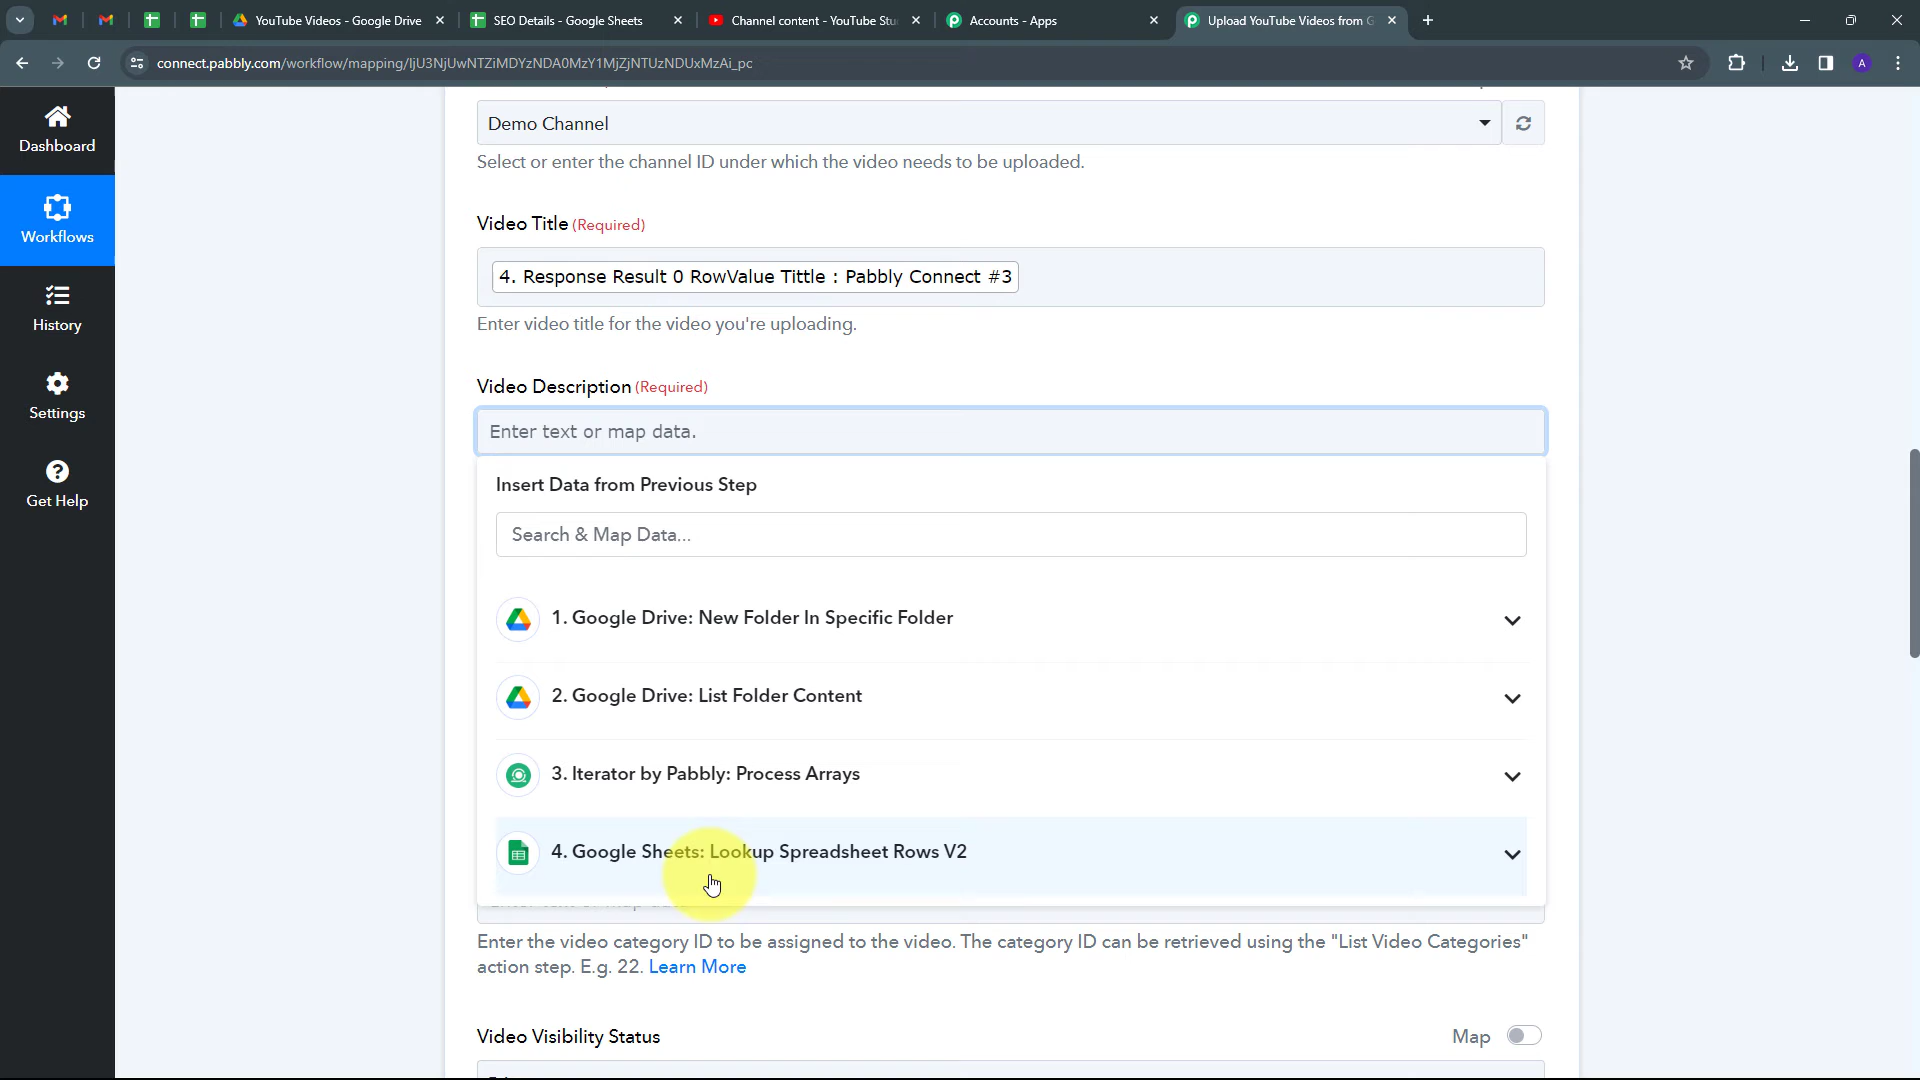 YouTube Videos - Google Drive
SEO Details - Google Sheets
Channel content - YouTube Stu
Accounts - Apps
Upload YouTube Videos from G
connect.pabbly.com/workflow/mapping/IjU3NjUwNTZiMDYzNDA0MzY1MjZjNTUzNDUxMzAi_pc
A
Dashboard
Workflows
History
Settings
Get Help
Demo Channel
Select or enter the channel ID under which the video needs to be uploaded.
Video Title (Required)
4. Response Result 0 RowValue Tittle : Pabbly Connect #3
Enter video title for the video you're uploading.
Video Description (Required)
Enter text or map data.
Insert Data from Previous Step
Search & Map Data...
1. Google Drive: New Folder In Specific Folder
2. Google Drive: List Folder Content
3. Iterator by Pabbly: Process Arrays
4. Google Sheets: Lookup Spreadsheet Rows V2
Enter the video category ID to be assigned to the video. The category ID can be retrieved using the "List Video Categories"
action step. E.g. 22. Learn More
Video Visibility Status
Map